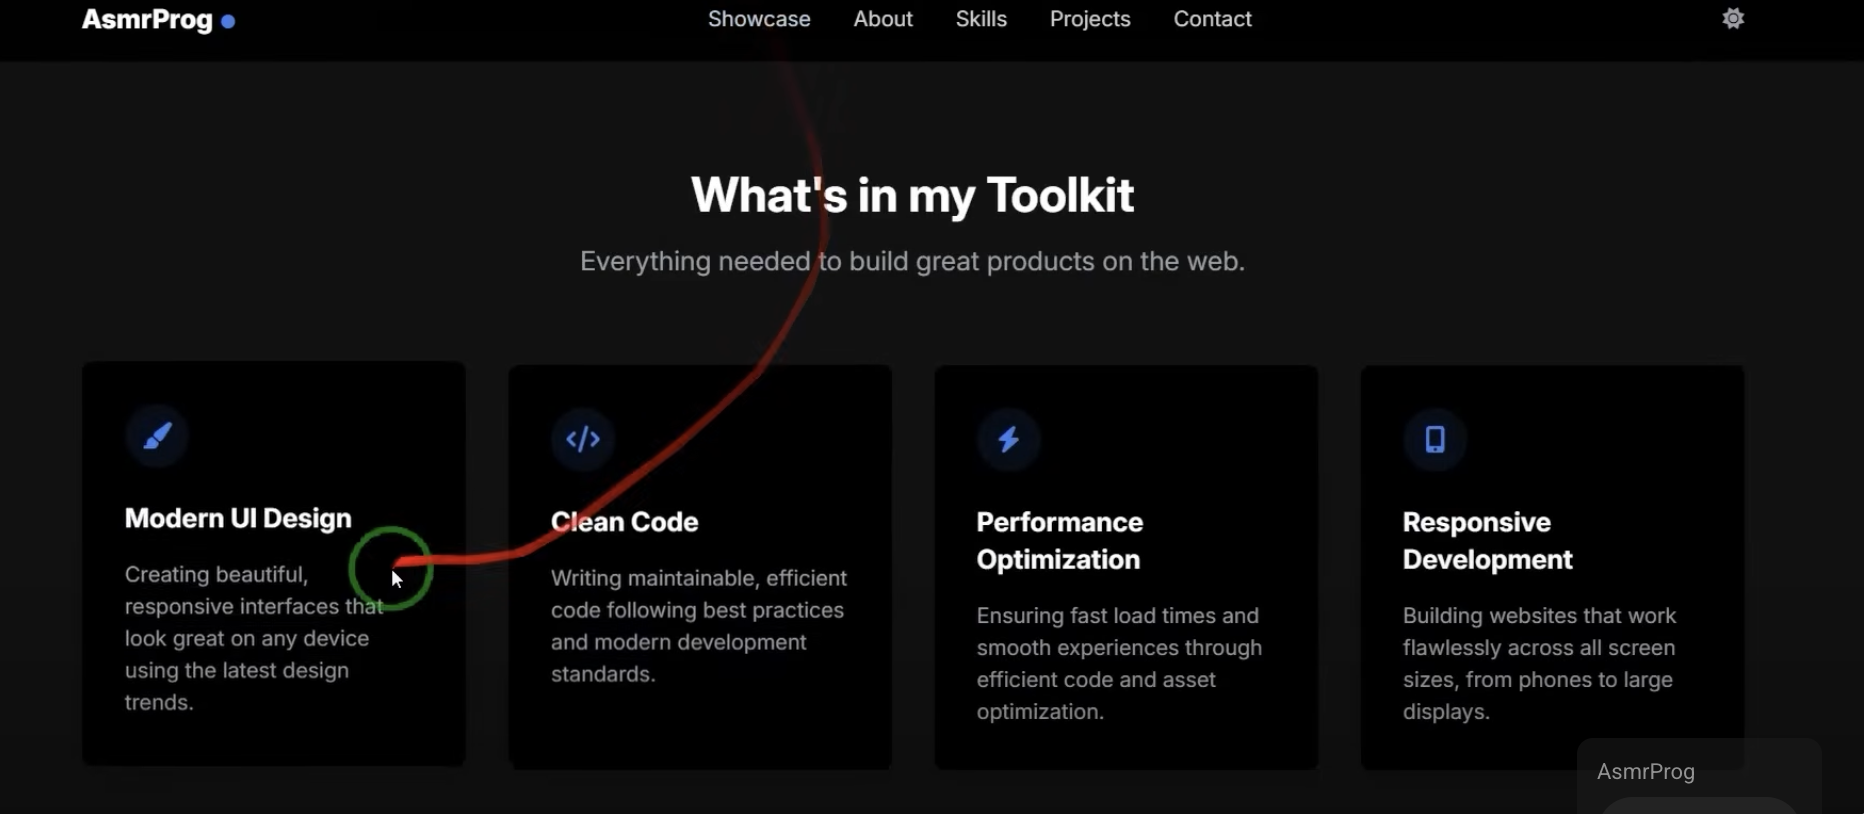 AsmrProg
Showcase About Skills Projects Contact
What's in my Toolkit
Everything needed to build great products on the web.
Modern UI Design
Creating beautiful,
responsive interfaces that
look great on any device
using the latest design
trends.
Clean Code
Writing maintainable, efficient
code following best practices
and modern development
standards.
Performance
Optimization
Ensuring fast load times and
smooth experiences through
efficient code and asset
optimization.
Responsive
Development
Building websites that work
flawlessly across all screen
sizes, from phones to large
displays.
AsmrProg